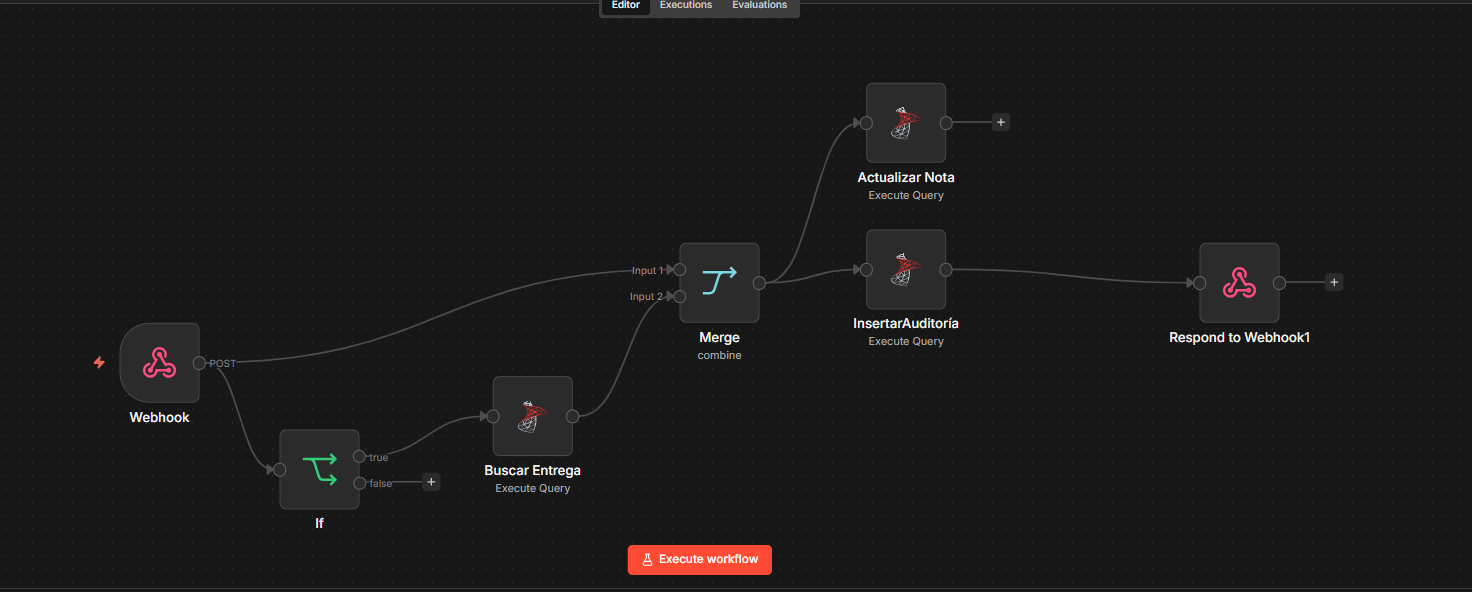 Editor
Executions
Evaluations
Actualizar Nota
Execute Query
Input 1
Input 2
Merge
combine
InsertarAuditoría
Execute Query
Respond to Webhook1
POST
Webhook
true
false
If
Buscar Entrega
Execute Query
Execute workflow